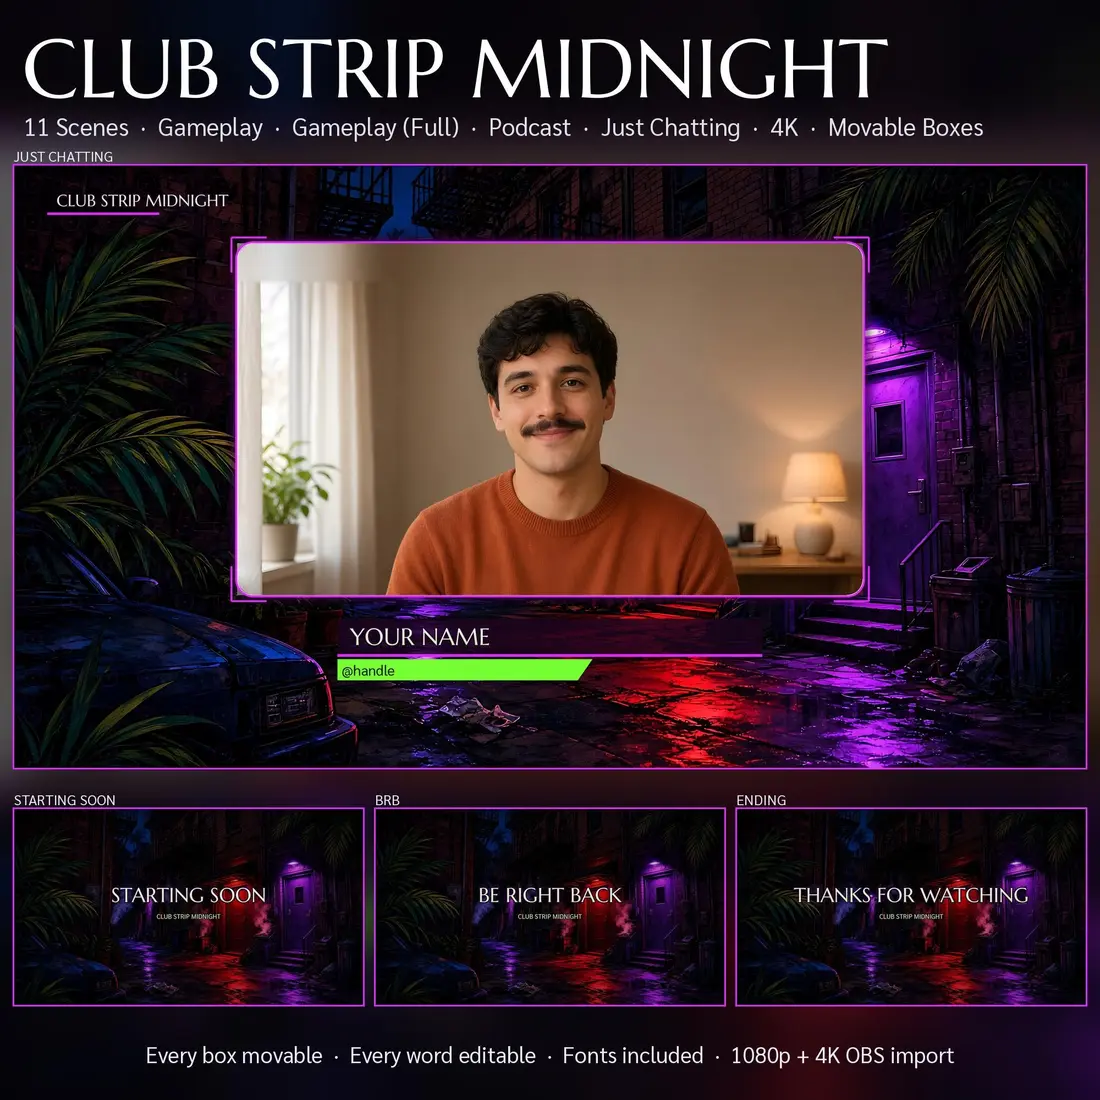 CLUB STRIP MIDNIGHT
11 Scenes · Gameplay · Gameplay (Full) · Podcast · Just Chatting · 4K · Movable Boxes
JUST CHATTING
CLUB STRIP MIDNIGHT
YOUR NAME
@handle
STARTING SOON
BRB
ENDING
STARTING SOON
CLUB STRIP MIDNIGHT
BE RIGHT BACK
CLUB STRIP MIDNIGHT
THANKS FOR WATCHING
CLUB STRIP MIDNIGHT
Every box movable · Every word editable · Fonts included · 1080p + 4K OBS import